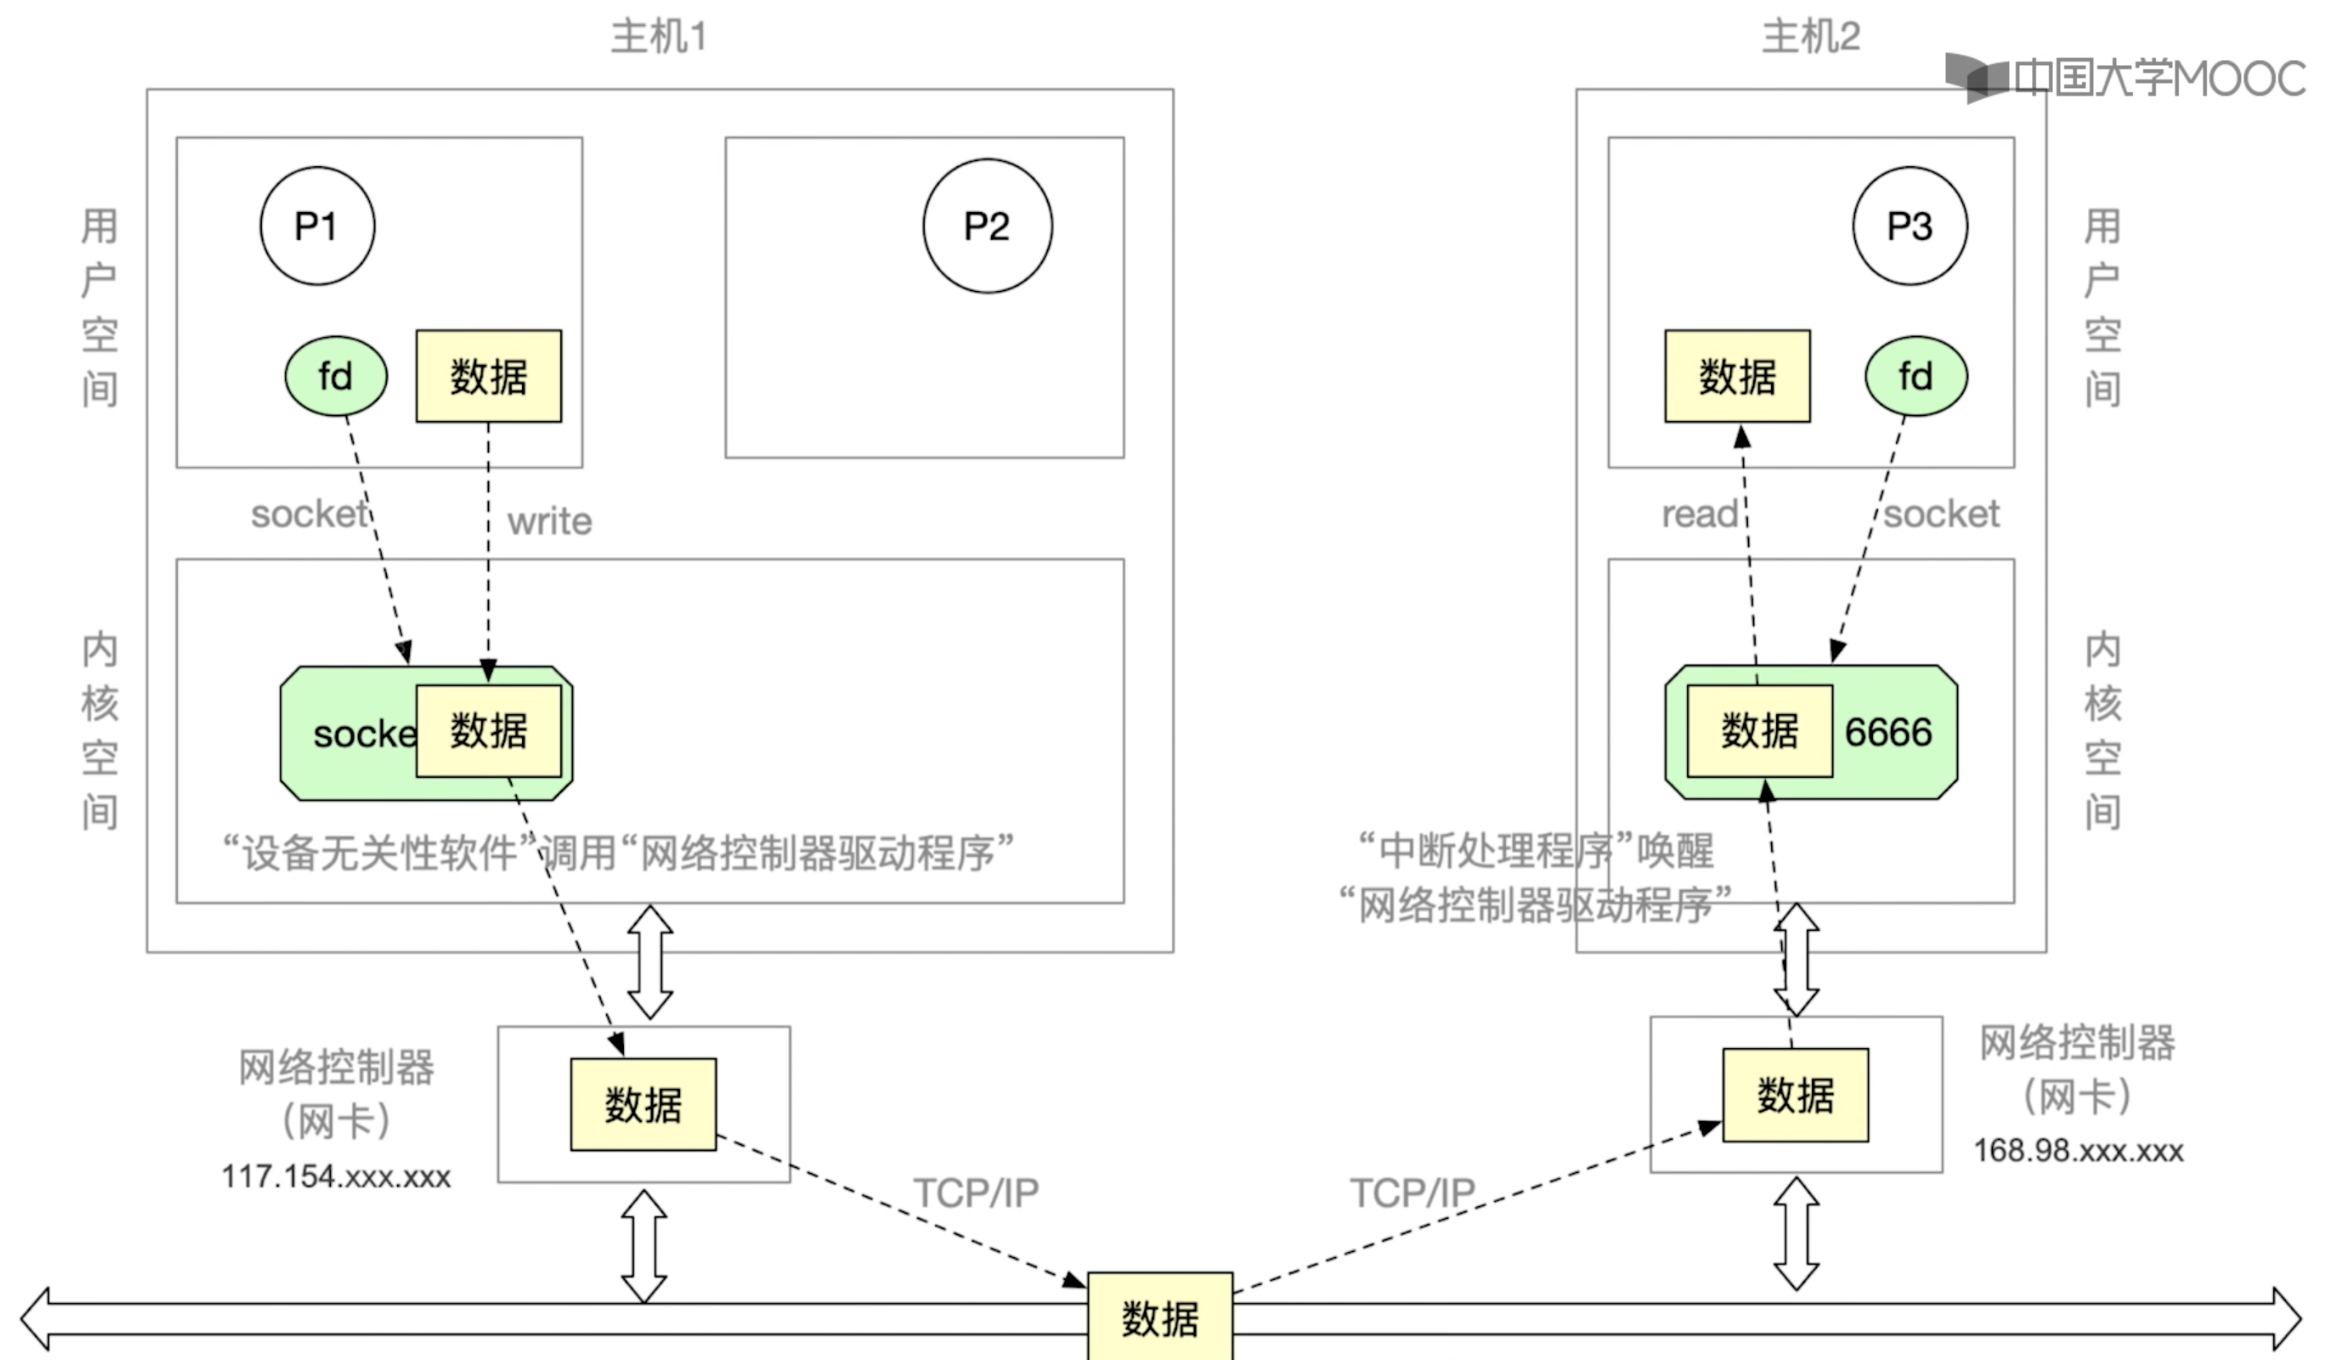 主机1
主机2
中国大学MOOC
P1
P2
P3
用户空间
用户空间
fd
数据
数据
fd
socket
write
read
socket
内核空间
内核空间
socke
数据
数据
6666
“设备无关性软件”调用“网络控制器驱动程序”
“中断处理程序”唤醒
“网络控制器驱动程序”
网络控制器
(网卡)
117.154.xxx.xxx
数据
数据
网络控制器
(网卡)
168.98.xxx.xxx
TCP/IP
TCP/IP
数据